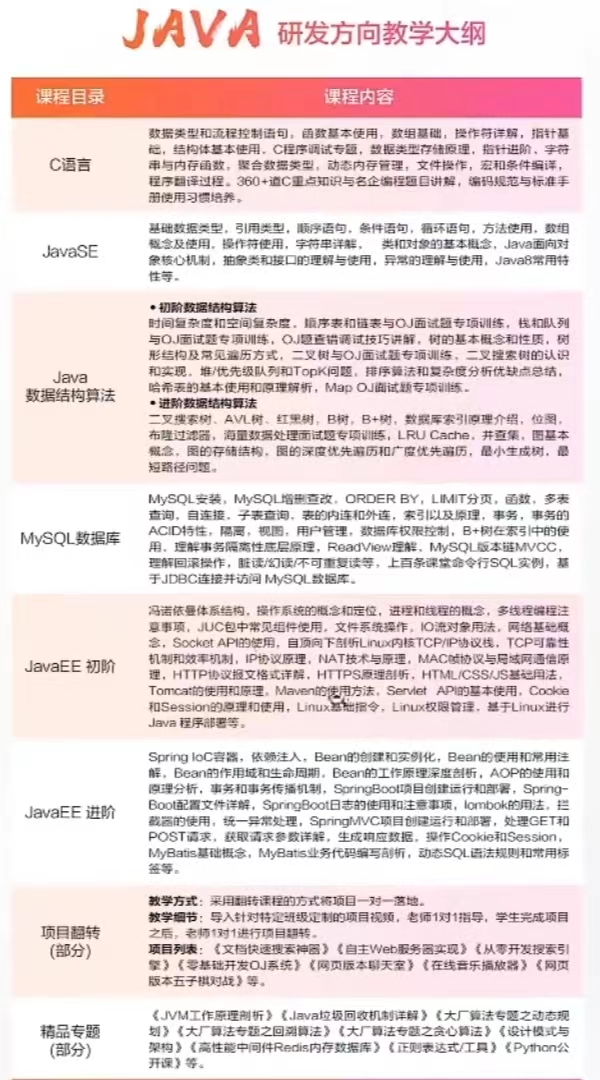 JAVA 研发方向教学大纲
课程目录 课程内容
C语言
数据类型和流程控制语句，函数基本使用，数组基础，操作符详解，指针基
础，结构体基本使用，C程序调试专题，数据类型存储原理，指针进阶，字符
串与内存函数，聚合数据类型，动态内存管理，文件操作，宏和条件编译，
程序翻译过程。360+道C重点知识与名企编程题目讲解，编码规范与标准手
册使用习惯培养。
JavaSE
基础数据类型，引用类型，顺序语句，条件语句，循环语句，方法使用，数组
概念及使用，操作符使用，字符串详解， 类和对象的基本概念，Java面向对
象核心机制，抽象类和接口的理解与使用，异常的理解与使用，Java8常用特
性等。
Java
数据结构算法
•初阶数据结构算法
时间复杂度和空间复杂度，顺序表和链表与OJ面试题专项训练，栈和队列
与OJ面试题专项训练，OJ题查错调试技巧讲解，树的基本概念和性质，树
形结构及常见遍历方式，二叉树与OJ面试题专项训练，二叉搜索树的认识
和实现，堆/优先级队列和TopK问题，排序算法和复杂度分析优缺点总结，
哈希表的基本使用和原理解析，Map OJ面试题专项训练。
•进阶数据结构算法
二叉搜索树、AVL树、红黑树，B树，B+树，数据库索引原理介绍，位图，
布隆过滤器，海量数据处理面试题专项训练，LRU Cache，并查集，图基本
概念，图的存储结构，图的深度优先遍历和广度优先遍历，最小生成树，最
短路径问题。
MySQL数据库
MySQL安装，MySQL增删查改，ORDER BY，LIMIT分页，函数，多表
查询，自连接，子表查询，表的内连和外连，索引以及原理，事务，事务的
ACID特性，隔离，视图，用户管理，数据库权限控制，B+树在索引中的使
用，理解事务隔离性底层原理，ReadView理解，MySQL版本链MVCC，
理解回滚操作，脏读/幻读/不可重复读等，上百条课堂命令行SQL实例，基
于JDBC连接并访问 MySQL数据库。
JavaEE 初阶
冯诺依曼体系结构，操作系统的概念和定位，进程和线程的概念，多线程编程注
意事项，JUC包中常见组件使用，文件系统操作，IO流对象用法，网络基础概
念，Socket API的使用，自顶向下剖析Linux内核TCP/IP协议栈，TCP可靠性
机制和效率机制，IP协议原理，NAT技术与原理，MAC帧协议与局域网通信原
理，HTTP协议报文格式详解，HTTPS原理剖析，HTML/CSS/JS基础用法，
Tomcat的使用和原理，Maven的使用方法，Servlet API的基本使用，Cookie
和Session的原理和使用，Linux基础指令，Linux权限管理，基于Linux进行
Java 程序部署等。
JavaEE 进阶
Spring IoC容器，依赖注入，Bean的创建和实例化，Bean的使用和常用注
解，Bean的作用域和生命周期，Bean的工作原理深度剖析，AOP的使用和
原理分析，事务和事务传播机制，SpringBoot项目创建运行和部署，Spring-
Boot配置文件详解，SpringBoot日志的使用和注意事项，lombok的用法，拦
截器的使用，统一异常处理，SpringMVC项目创建运行和部署，处理GET和
POST请求，获取请求参数详解，生成响应数据，操作Cookie和Session，
MyBatis基础概念，MyBatis业务代码编写剖析，动态SQL语法规则和常用标
签等。
项目翻转
(部分)
教学方式：采用翻转课程的方式将项目一对一落地。
教学细节：导入针对特定班级定制的项目视频，老师1对1指导，学生完成项目
之后，老师1对1进行项目翻转。
项目列表：《文档快速搜索神器》《自主Web服务器实现》《从零开发搜索引
擎》《零基础开发OJ系统》《网页版本聊天室》《在线音乐播放器》《网页
版本五子棋对战》等。
精品专题
(部分)
《JVM工作原理剖析》《Java垃圾回收机制详解》《大厂算法专题之动态规
划》《大厂算法专题之回溯算法》《大厂算法专题之贪心算法》《设计模式与
架构》《高性能中间件Redis内存数据库》《正则表达式/工具》《Python公
开课》等。